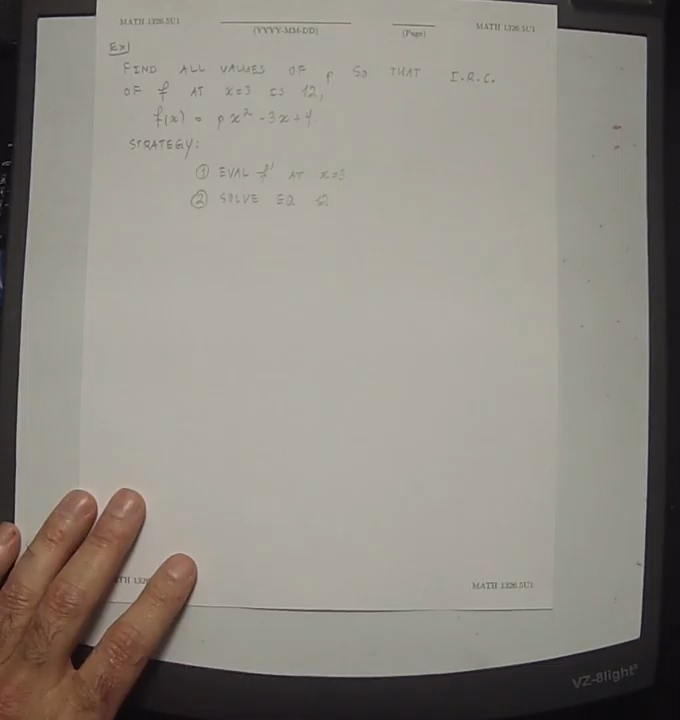 MATH 1326.5U1
(YYYY-MM-DD)
(Page)
MATH 1326.5U1
EX
FIND ALL VALUES OF p SO THAT I.R.C.
OF f AT x=3 IS 12,
f(x) = px² -3x+4
STRATEGY:
① EVAL f' AT x=3
② SOLVE EQ
MATH 1326.5U1
VZ-8light³